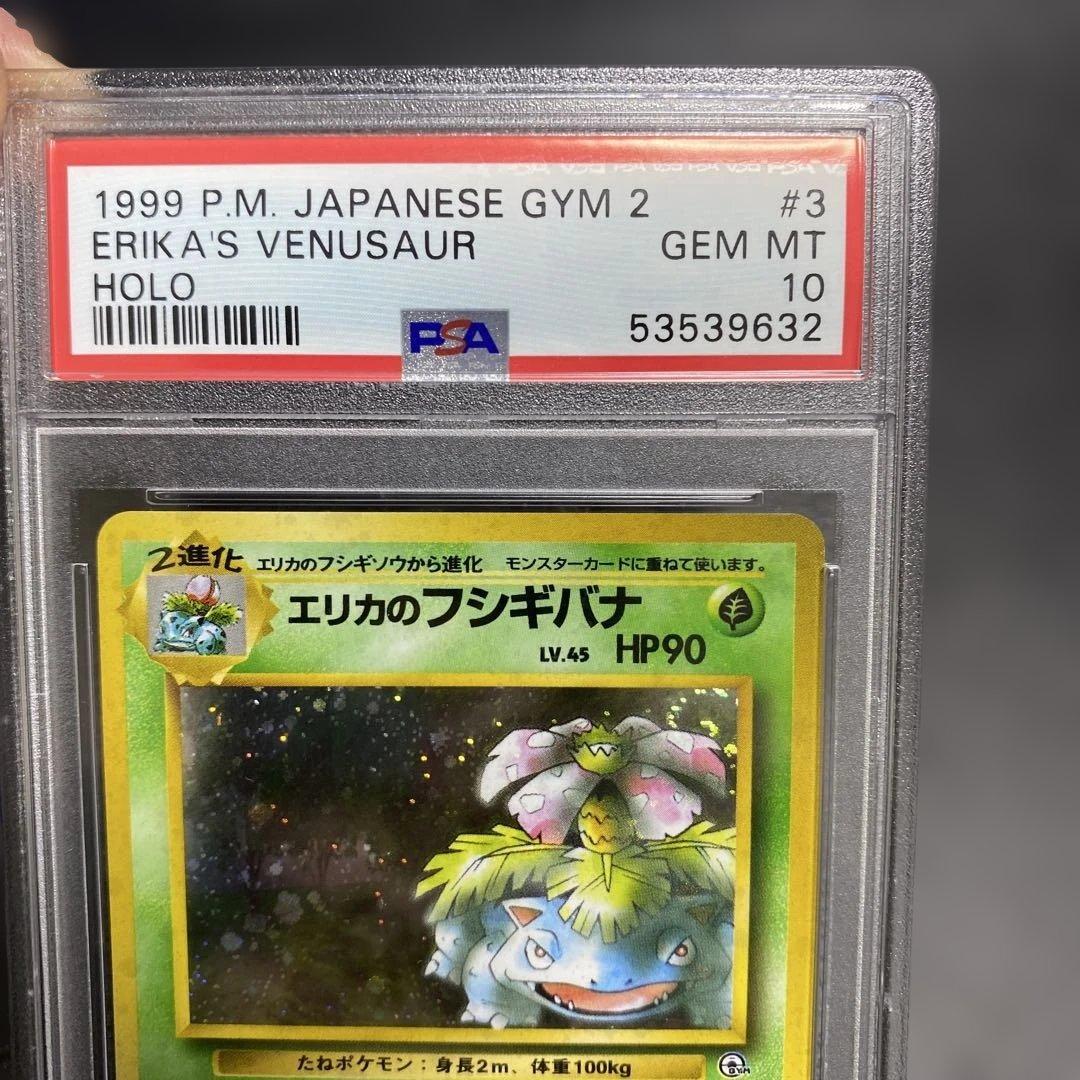 1999 P.M. JAPANESE GYM 2 #3
ERIKA'S VENUSAUR GEM MT
HOLO 10
PSA 53539632
2進化 エリカのフシギソウから進化 モンスターカードに重ねて使います。
エリカのフシギバナ
LV.45 HP90
たねポケモン：身長2m、体重100kg
GYM